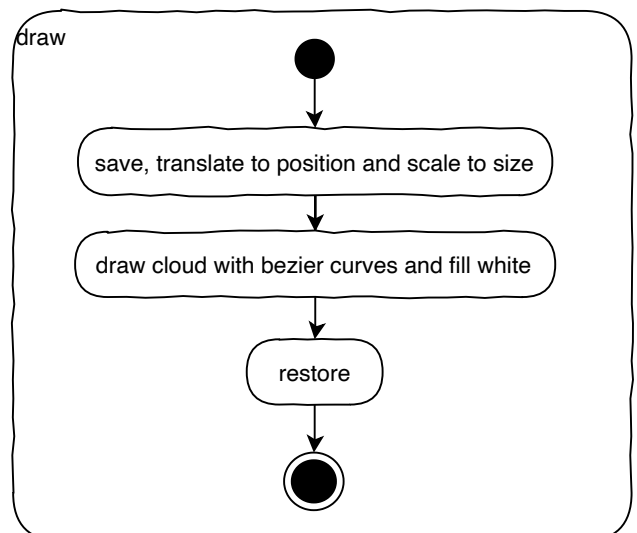 draw
save, translate to position and scale to size
draw cloud with bezier curves and fill white
restore